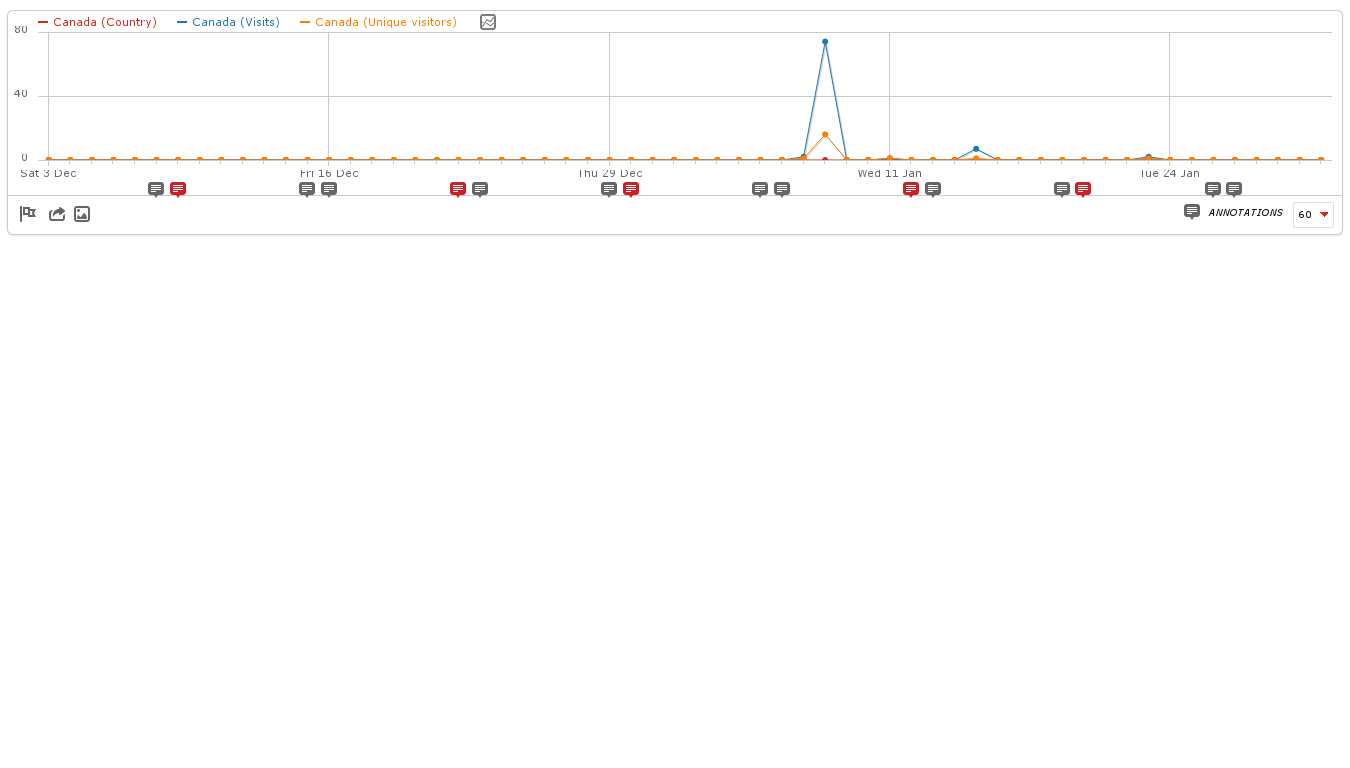 Canada (Country) Canada (Visits) Canada (Unique visitors)
80
40
0
Sat 3 Dec Fri 16 Dec Thu 29 Dec Wed 11 Jan Tue 24 Jan
ANNOTATIONS 60